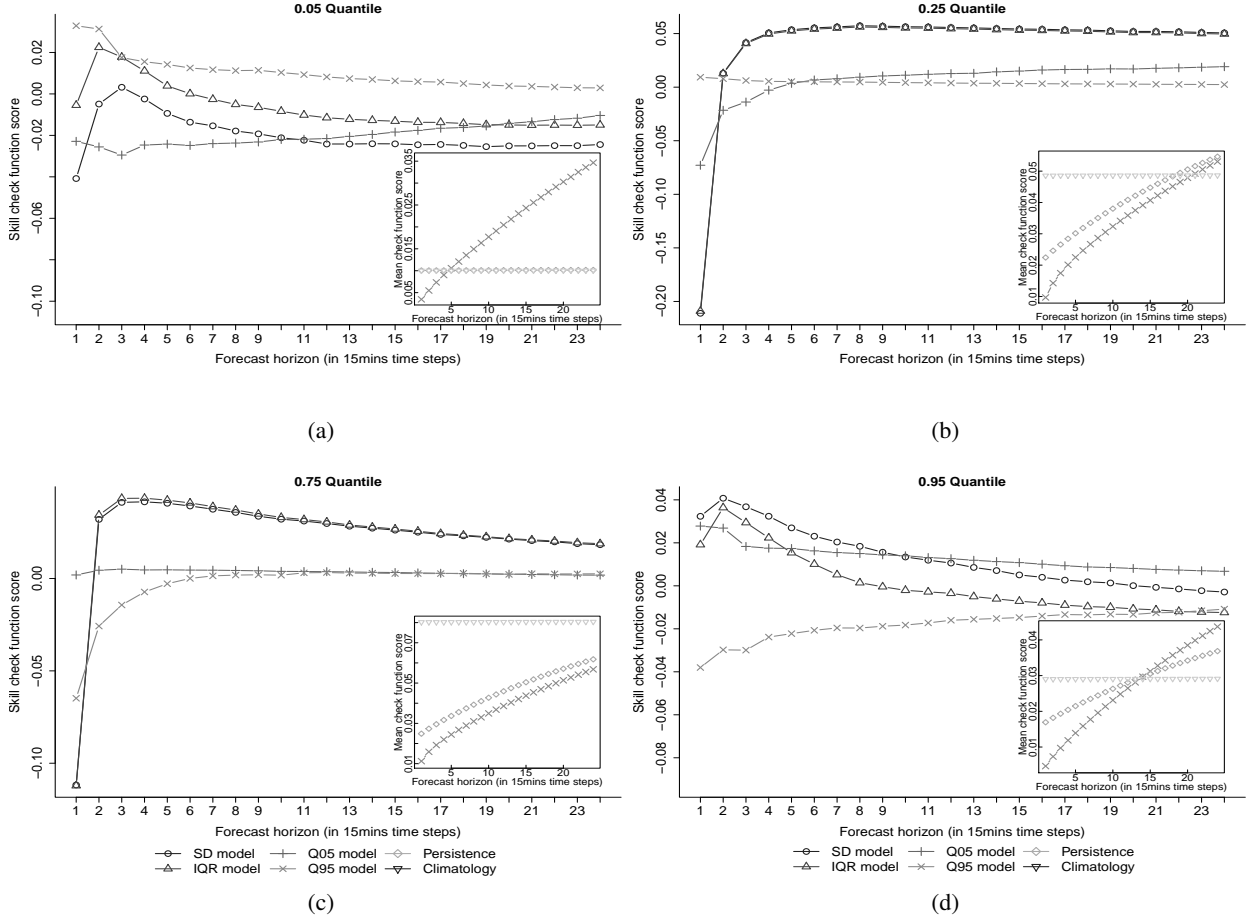 0.05 Quantile
Skill check function score
0.02
0.00
−0.02
−0.06
−0.10
1 2 3 4 5 6 7 9 11 13 15 17 19 21 23
Forecast horizon (in 15mins time steps)
Mean check function score
0.035
0.025
0.015
0.005
5 10 15 20
Forecast horizon (in 15mins time steps)
(a)
0.25 Quantile
Skill check function score
0.05
0.00
−0.05
−0.10
−0.15
−0.20
1 2 3 4 5 6 7 9 11 13 15 17 19 21 23
Forecast horizon (in 15mins time steps)
Mean check function score
0.05
0.04
0.03
0.02
0.01
5 10 15 20
Forecast horizon (in 15mins time steps)
(b)
0.75 Quantile
Skill check function score
0.00
−0.05
−0.10
1 2 3 4 5 6 7 9 11 13 15 17 19 21 23
Forecast horizon (in 15mins time steps)
Mean check function score
0.07
0.05
0.03
0.01
5 10 15 20
Forecast horizon (in 15mins time steps)
SD model Q05 model Persistence
IQR model Q95 model Climatology
(c)
0.95 Quantile
Skill check function score
0.04
0.02
0.00
−0.02
−0.04
−0.06
−0.08
1 2 3 4 5 6 7 9 11 13 15 17 19 21 23
Forecast horizon (in 15mins time steps)
Mean check function score
0.04
0.03
0.02
0.01
5 10 15 20
Forecast horizon (in 15mins time steps)
SD model Q05 model Persistence
IQR model Q95 model Climatology
(d)